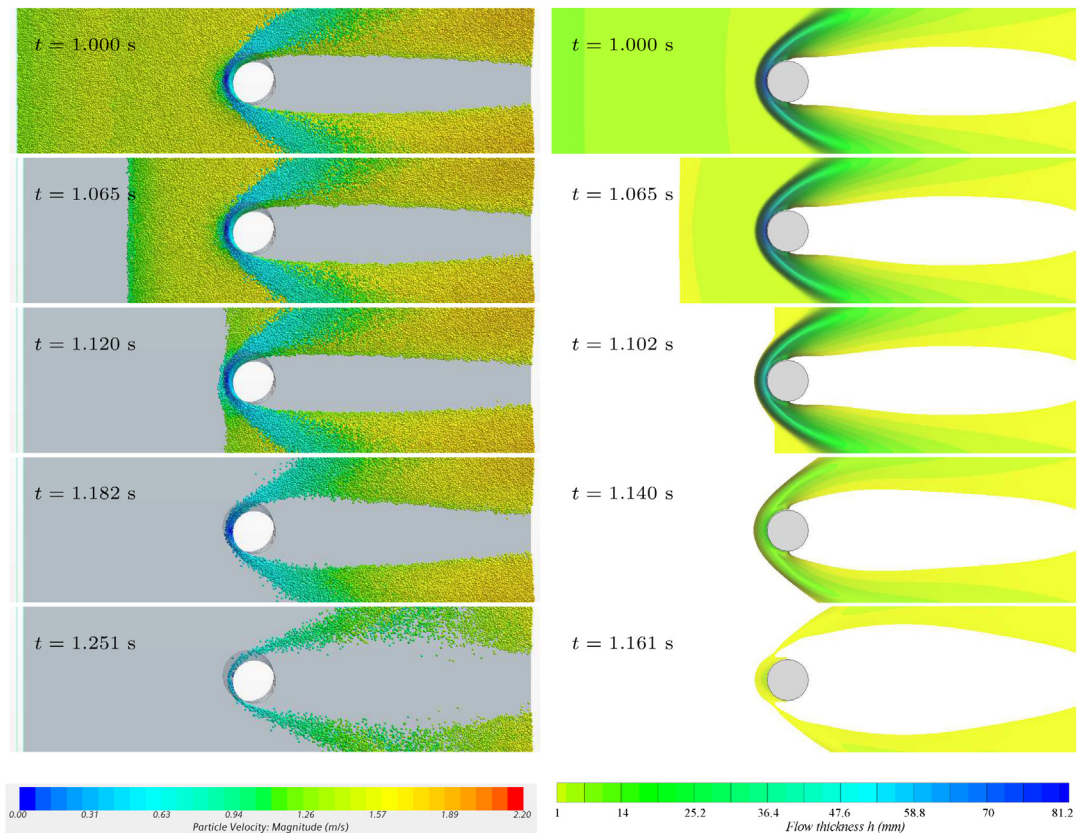 t = 1.000 s
t = 1.000 s
t = 1.065 s
t = 1.065 s
t = 1.120 s
t = 1.102 s
t = 1.182 s
t = 1.140 s
t = 1.251 s
t = 1.161 s
0.00 0.31 0.63 0.94 1.26 1.57 1.89 2.20
Particle Velocity: Magnitude (m/s)
1 14 25.2 36.4 47.6 58.8 70 81.2
Flow thickness h (mm)